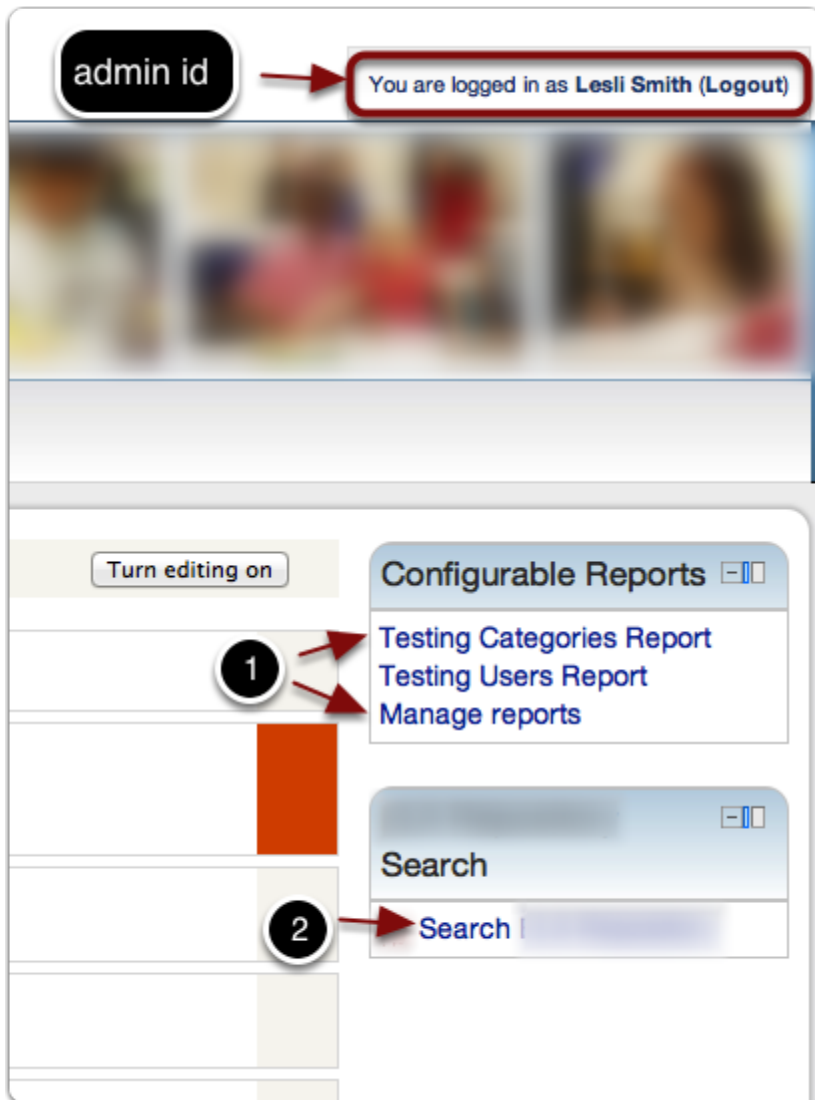 admin id
You are logged in as Lesli Smith (Logout)
Turn editing on
Configurable Reports
Testing Categories Report
1
Testing Users Report
Manage reports
Search
2
Search